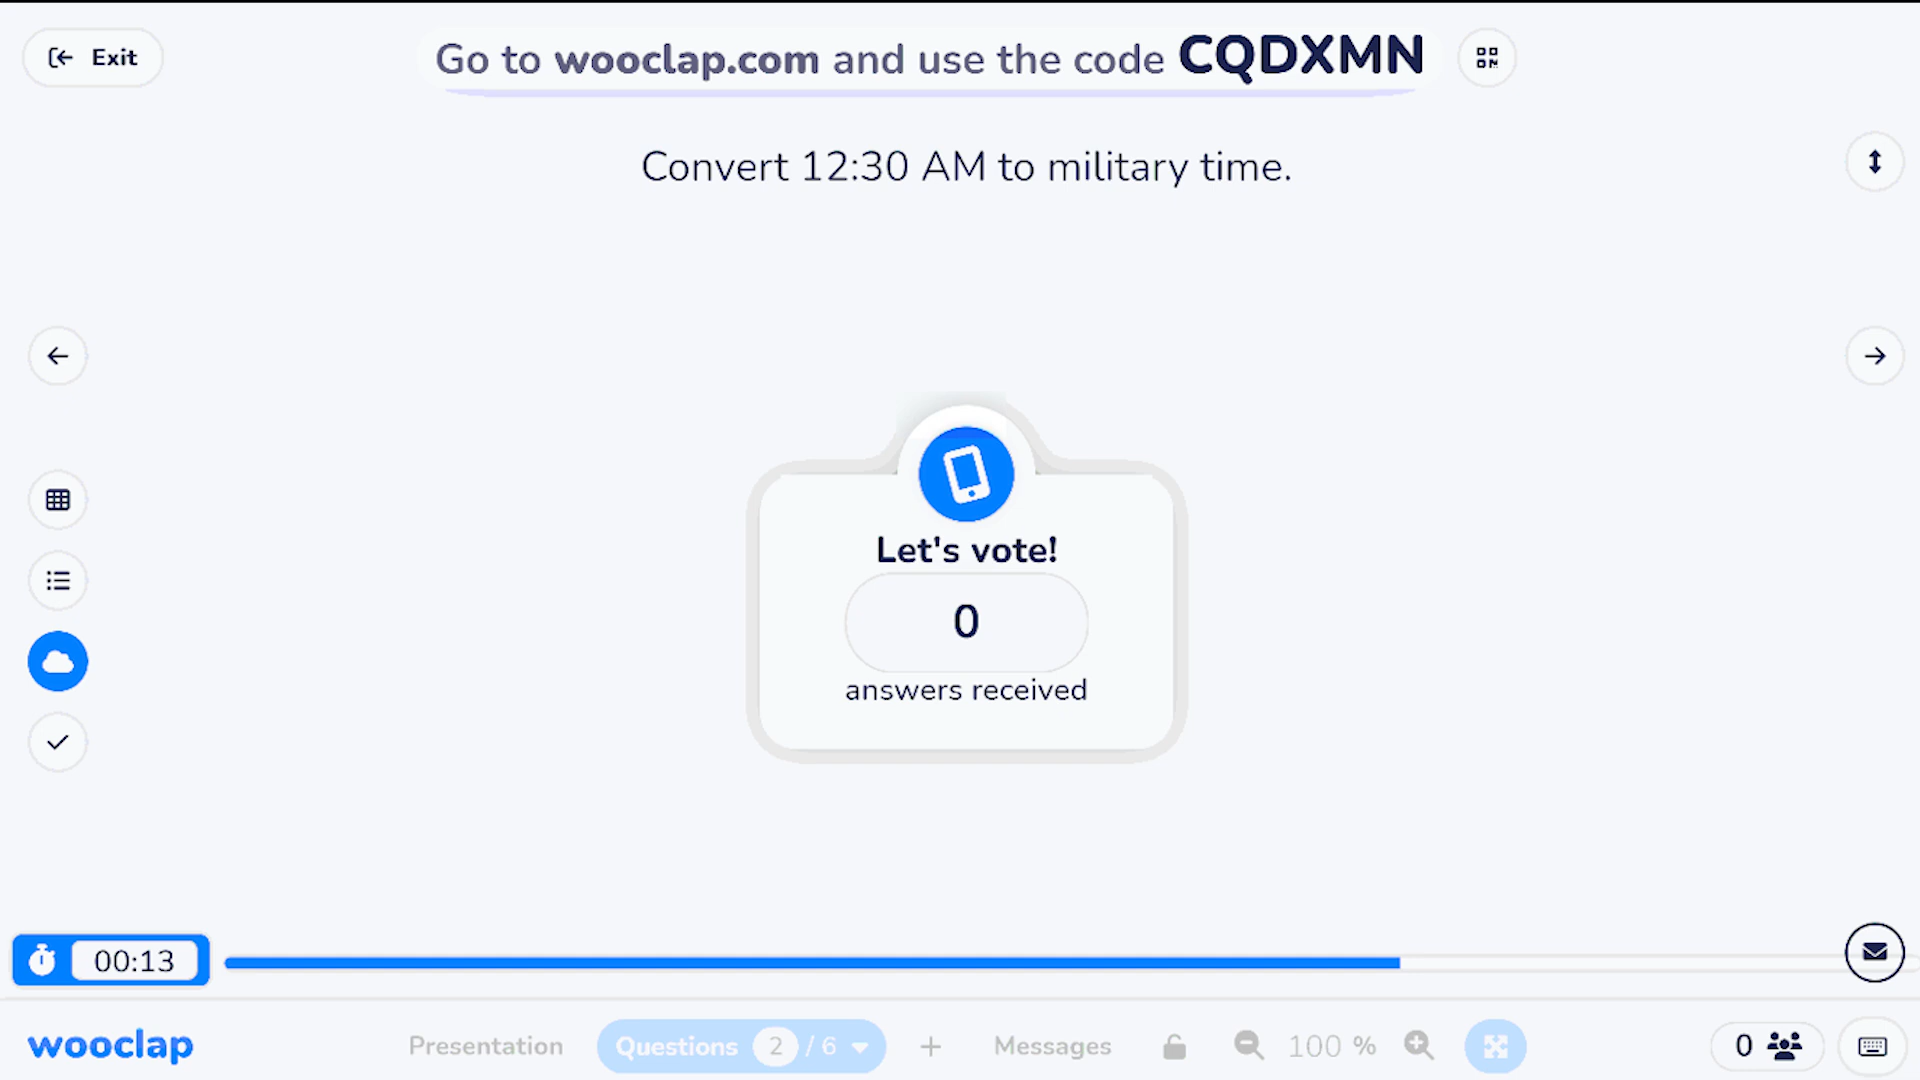 Exit
Go to wooclap.com and use the code CQDXMN
Convert 12:30 AM to military time.
Let's vote!
0
answers received
00:13
wooclap
Presentation
Questions 2 / 6
+
Messages
100 %
0